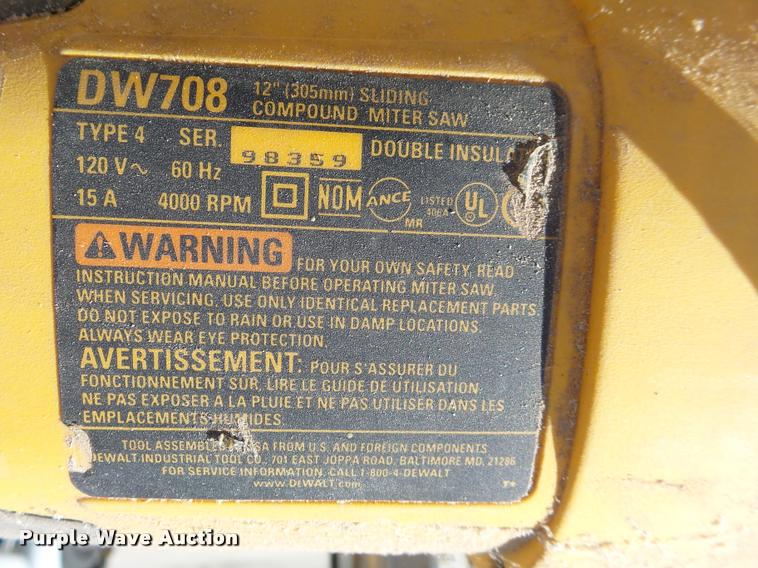 DW708 12" (305mm) SLIDING
COMPOUND MITER SAW
TYPE 4 SER. 98359 DOUBLE
120 V~ 60 Hz
15 A 4000 RPM NOM ANCE MR LISTED UL
WARNING FOR YOUR OWN SAFETY, READ
INSTRUCTION MANUAL BEFORE OPERATING MITER SAW.
WHEN SERVICING, USE ONLY IDENTICAL REPLACEMENT PARTS.
DO NOT EXPOSE TO RAIN OR USE IN DAMP LOCATIONS.
ALWAYS WEAR EYE PROTECTION.
AVERTISSEMENT: POUR S'ASSURER DU
FONCTIONNEMENT SUR, LIRE LE GUIDE DE UTILISATION.
NE PAS EXPOSER A LA PLUIE ET NE PAS UTILISER DANS LES
EMPLACEMENTS HUMIDES.
TOOL ASSEMBLED FROM U.S. AND FOREIGN COMPONENTS
DEWALT INDUSTRIAL TOOL CO., 701 EAST JOPPA ROAD, BALTIMORE MD, 21286
FOR SERVICE INFORMATION, CALL 1-800-4-DEWALT
www.DEWALT.com
Purple Wave Auction